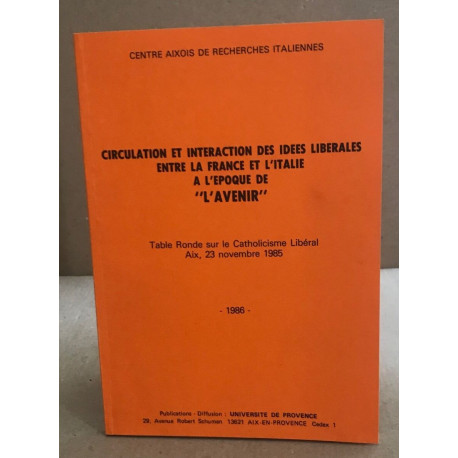 CENTRE AIXOIS DE RECHERCHES ITALIENNES
CIRCULATION ET INTERACTION DES IDEES LIBERALES
ENTRE LA FRANCE ET L'ITALIE
A L'EPOQUE DE
"L'AVENIR"
Table Ronde sur le Catholicisme Libéral
Aix, 23 novembre 1985
- 1986 -
Publications - Diffusion : UNIVERSITE DE PROVENCE
29, Avenue Robert Schuman 13621 AIX-EN-PROVENCE Cedex 1